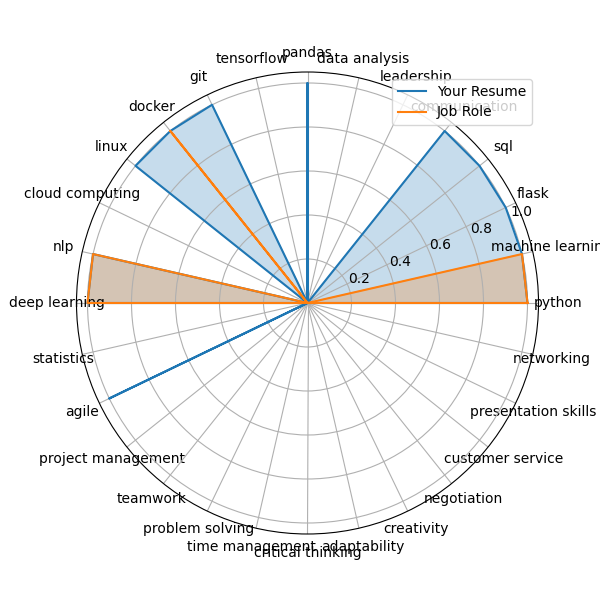 pandas
tensorflow
data analysis
git
leadership
Your Resume
docker
communication
Job Role
linux
sql
cloud computing
flask
1.0
0.8
nlp
0.6
machine learnin
0.4
0.2
deep learning
python
statistics
networking
agile
presentation skills
project management
customer service
teamwork
negotiation
problem solving
creativity
time management
adaptability
critical thinking